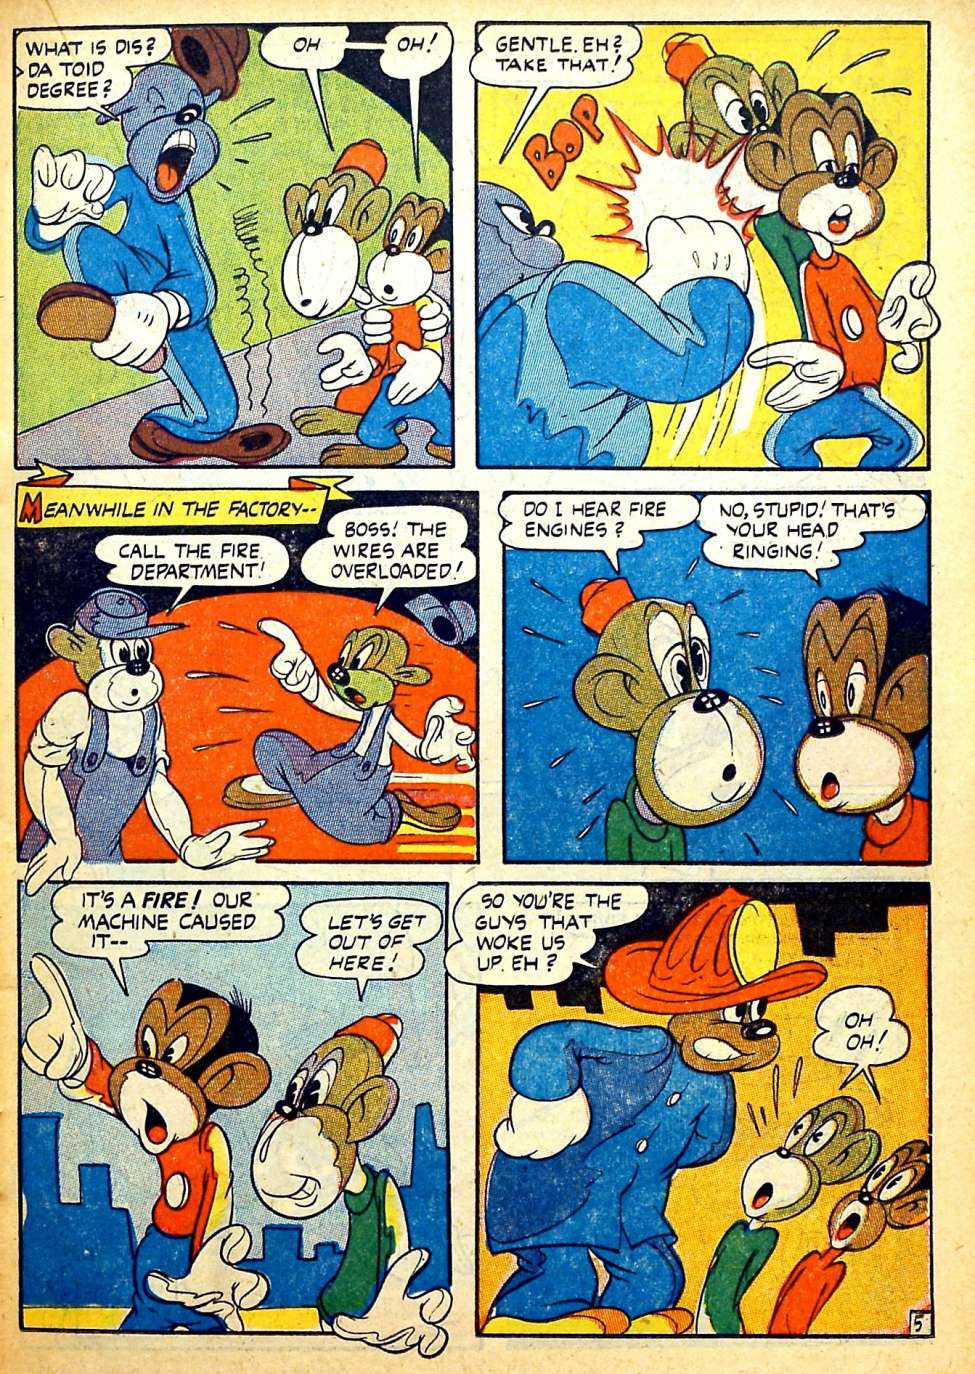 WHAT IS DIS?
DA TOID
DEGREE?
OH
OH!
GENTLE, EH?
TAKE THAT!
BOP
MEANWHILE IN THE FACTORY--
CALL THE FIRE
DEPARTMENT!
BOSS! THE
WIRES ARE
OVERLOADED!
DO I HEAR FIRE
ENGINES?
NO, STUPID! THAT'S
YOUR HEAD
RINGING!
IT'S A FIRE! OUR
MACHINE CAUSED
IT--
LET'S GET
OUT OF
HERE!
SO YOU'RE THE
GUYS THAT
WOKE US
UP, EH?
OH
OH!
5